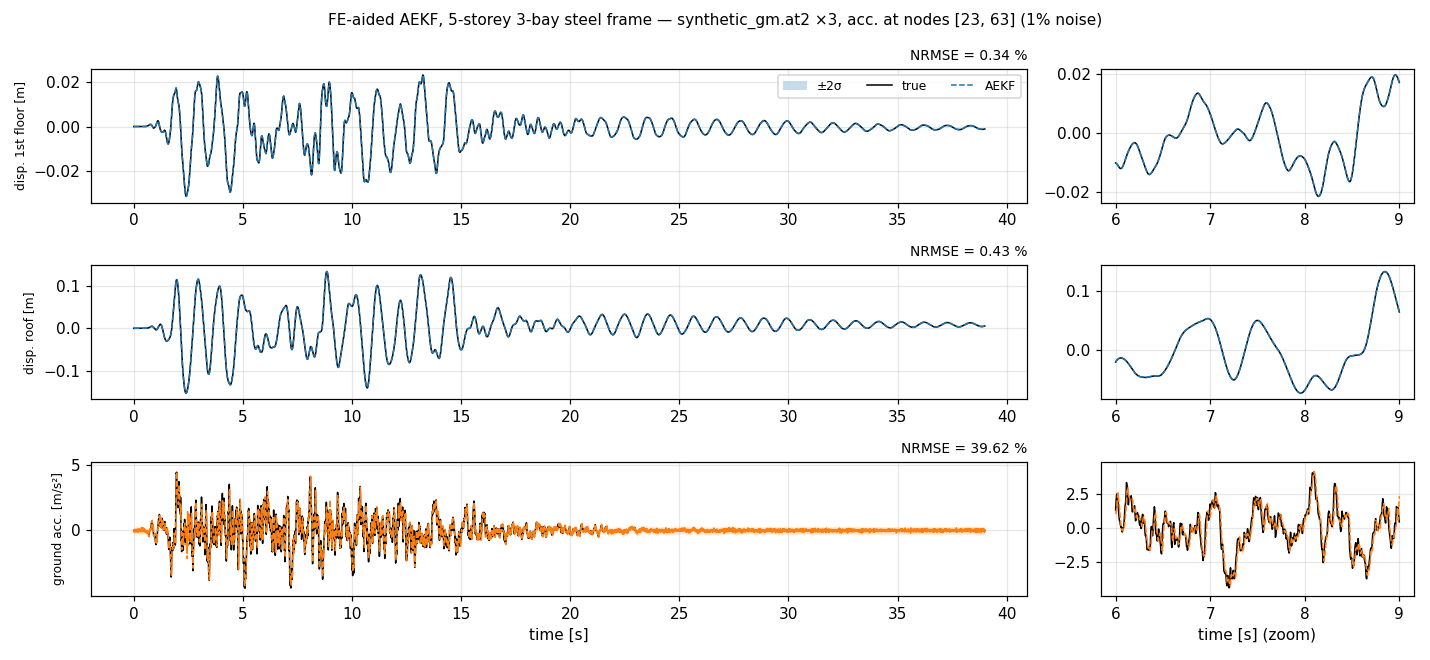 FE-aided AEKF, 5-storey 3-bay steel frame — synthetic_gm.at2 ×3, acc. at nodes [23, 63] (1% noise)
NRMSE = 0.34 %
disp. 1st floor [m]
0.02
0.00
−0.02
±2σ true AEKF
0 5 10 15 20 25 30 35 40
0.02
0.00
−0.02
6 7 8 9
NRMSE = 0.43 %
disp. roof [m]
0.1
0.0
−0.1
0 5 10 15 20 25 30 35 40
0.1
0.0
6 7 8 9
NRMSE = 39.62 %
ground acc. [m/s²]
5
0
0 5 10 15 20 25 30 35 40
time [s]
2.5
0.0
−2.5
6 7 8 9
time [s] (zoom)